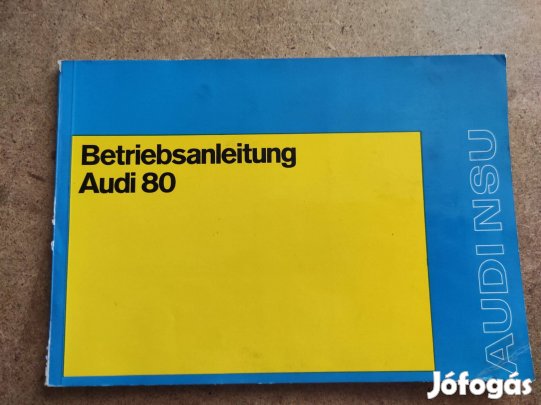 Betriebsanleitung
Audi 80
AUDI NSU
Jófogás